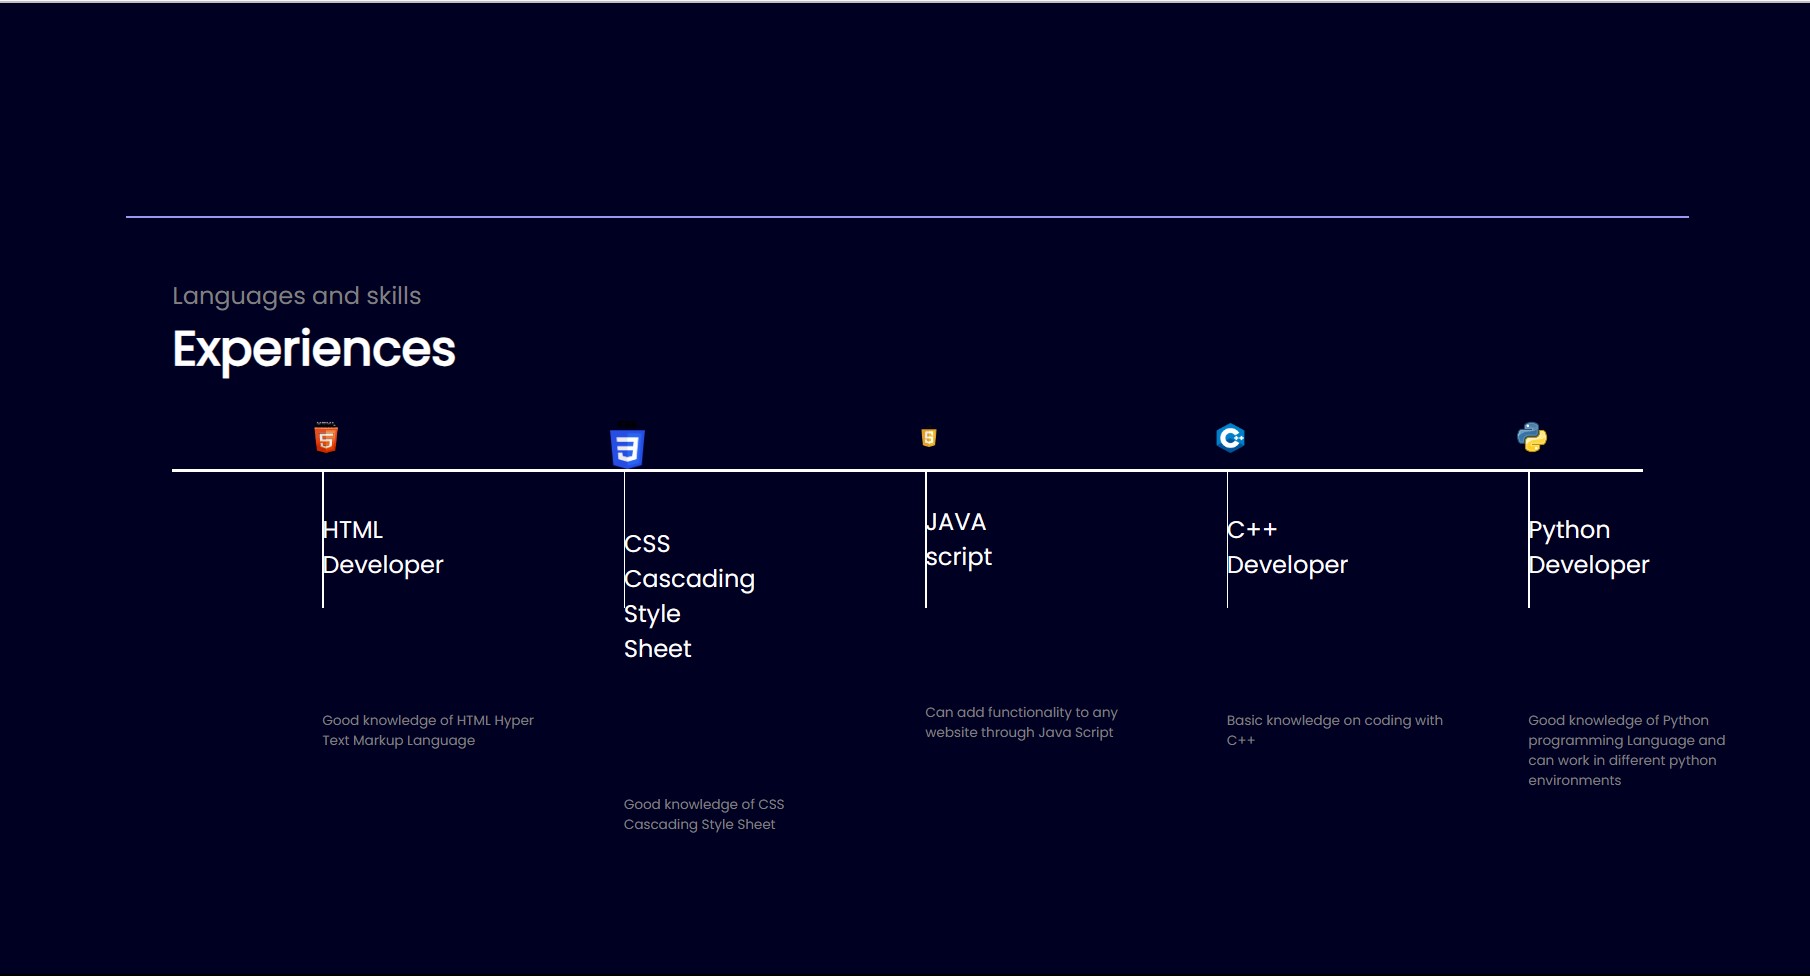 Languages and skills
Experiences
5
3
5
C++
HTML
Developer
CSS
Cascading
Style
Sheet
JAVA
script
C++
Developer
Python
Developer
Good knowledge of HTML Hyper
Text Markup Language
Good knowledge of CSS
Cascading Style Sheet
Can add functionality to any
website through Java Script
Basic knowledge on coding with
C++
Good knowledge of Python
programming Language and
can work in different python
environments